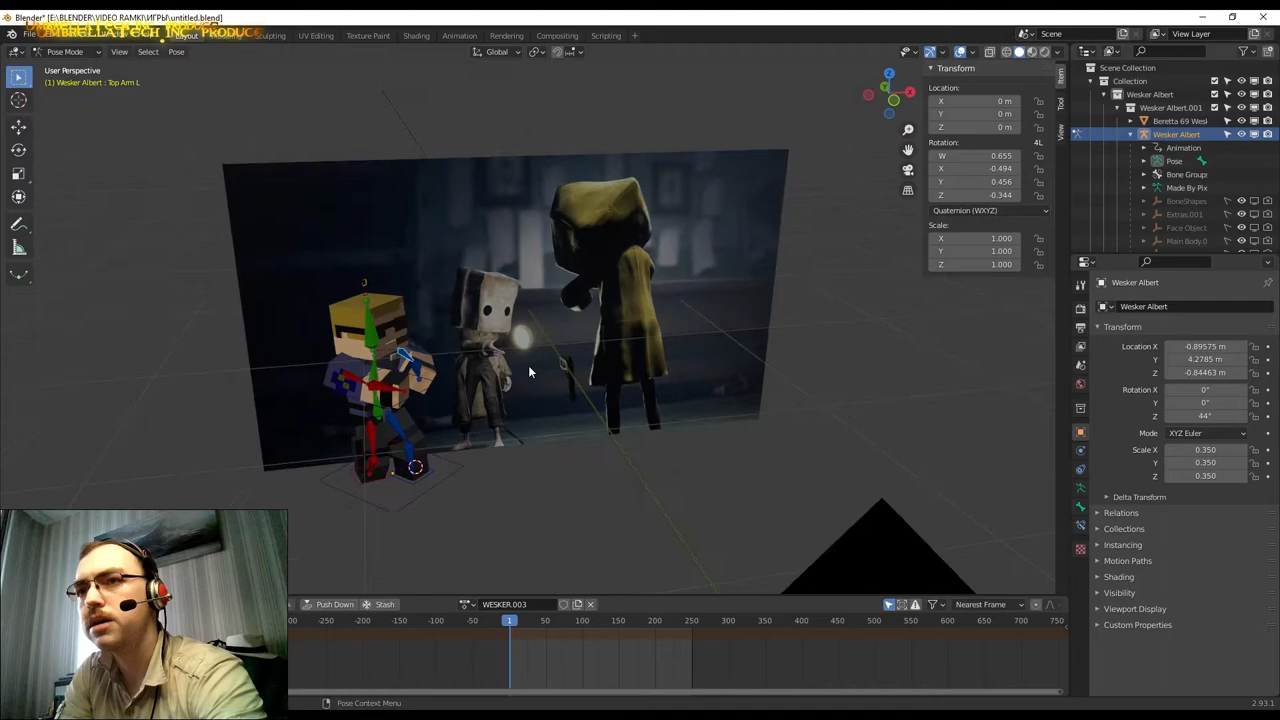 Blender* [E:\BLENDER\VIDEO RAMKI\ИГРЫ\untitled.blend]
UMBRELLA TECH INC PRODUCE
Layout
Sculpting
UV Editing
Texture Paint
Shading
Animation
Rendering
Compositing
Scripting
+
Scene
View Layer
Pose Mode
View
Select
Pose
Global
User Perspective
(1) Wesker Albert : Top Arm L
Transform
Location:
X 0 m
Y 0 m
Z 0 m
Rotation: 4L
W 0.655
X -0.494
Y 0.456
Z -0.344
Quaternion (WXYZ)
Scale:
X 1.000
Y 1.000
Z 1.000
Item
Tool
View
Scene Collection
Collection
Wesker Albert
Wesker Albert.001
Beretta 69 Wesk
Wesker Albert
Animation
Pose
Bone Groups
Made By Pix
BoneShapes
Extras.001
Face Object
Main Body.0
Wesker Albert
Wesker Albert
Transform
Location X -0.89575 m
Y 4.2785 m
Z -0.84463 m
Rotation X 0°
Y 0°
Z 44°
Mode XYZ Euler
Scale X 0.350
Y 0.350
Z 0.350
Delta Transform
Relations
Collections
Instancing
Motion Paths
Shading
Visibility
Viewport Display
Custom Properties
Push Down
Stash
WESKER.003
Nearest Frame
-250 -200 -150 -100 -50 1 50 100 150 200 250 300 350 400 450 500 550 600 650 700 750
Pose Context Menu
2.93.1